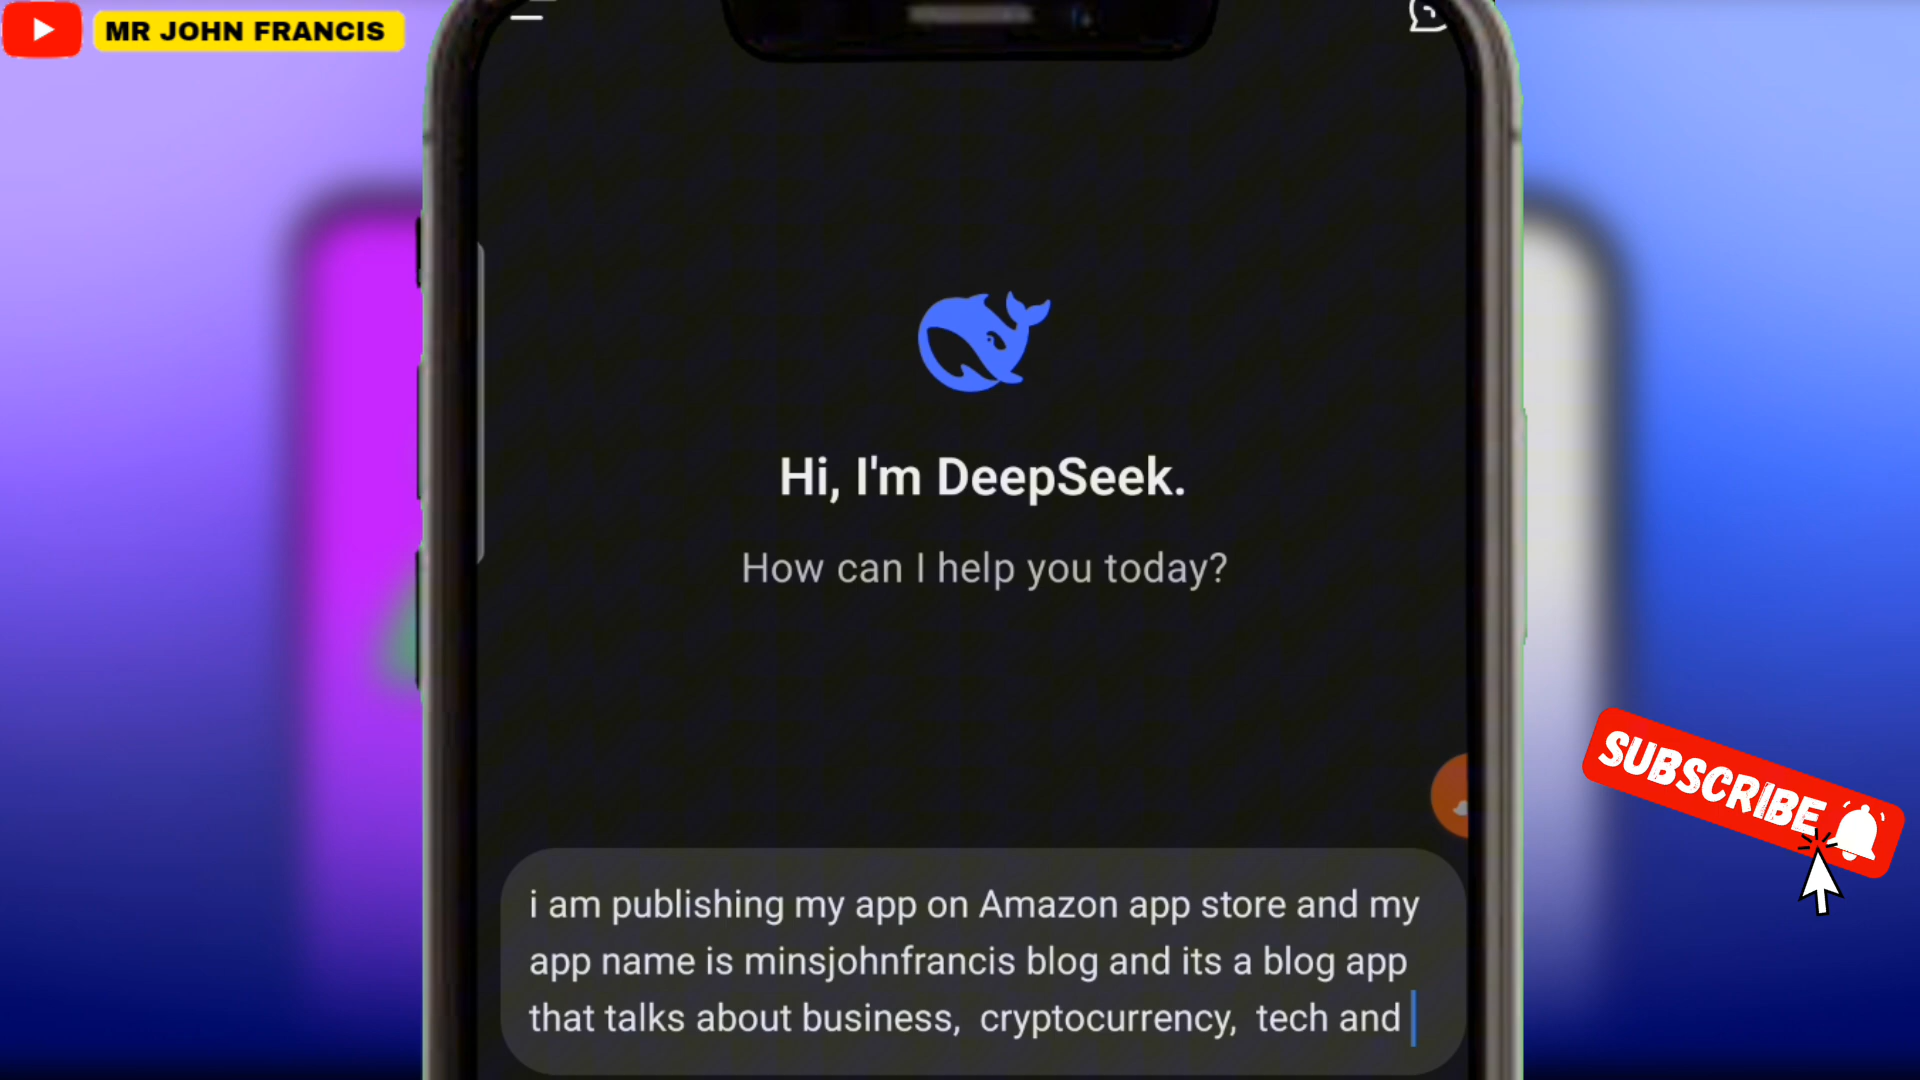 MR JOHN FRANCIS
Hi, I'm DeepSeek.
How can I help you today?
SUBSCRIBE
i am publishing my app on Amazon app store and my
app name is minsjohnfrancis blog and its a blog app
that talks about business, cryptocurrency, tech and